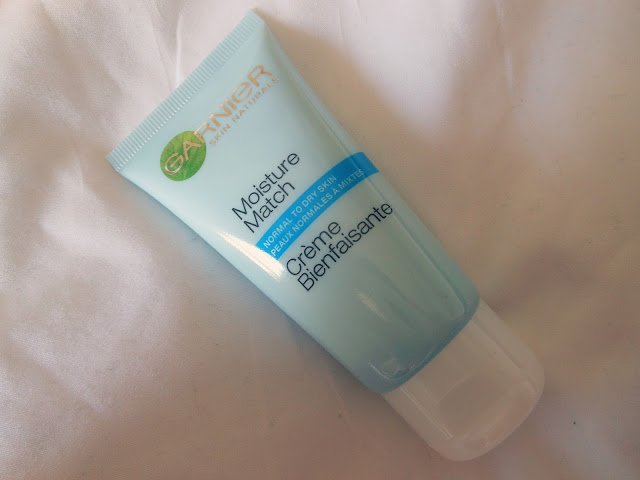 GARNIER
SKIN NATURALS
Moisture
Match
NORMAL TO DRY SKIN
PEAUX NORMALES A MIXTES
Crème
Bienfaisante